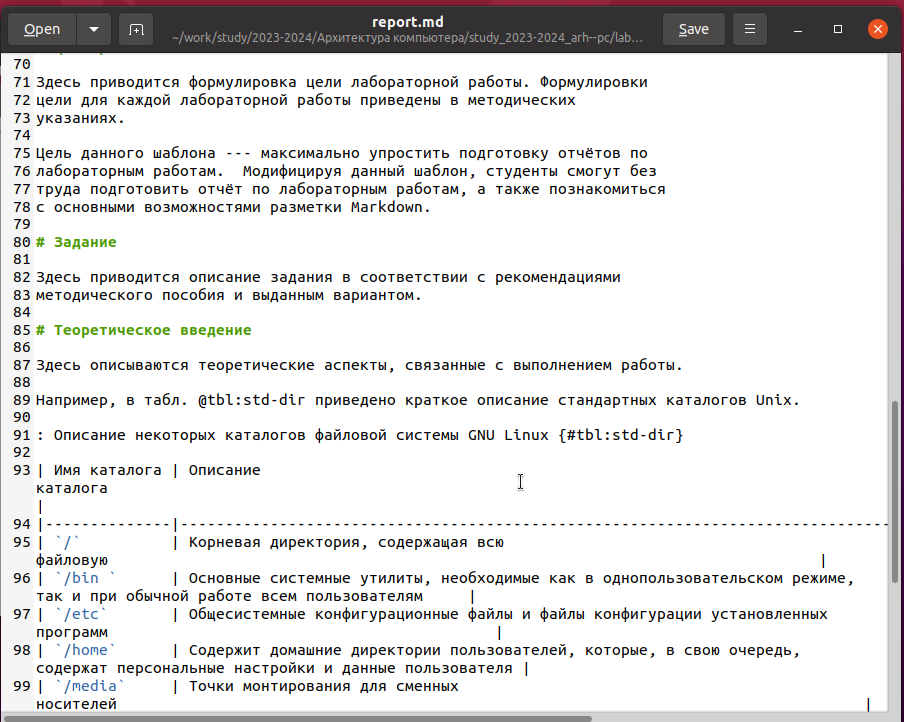 Open
report.md
~/work/study/2023-2024/Архитектура компьютера/study_2023-2024_arh--pc/lab...
Save
70
71 Здесь приводится формулировка цели лабораторной работы. Формулировки
72 цели для каждой лабораторной работы приведены в методических
73 указаниях.
74
75 Цель данного шаблона --- максимально упростить подготовку отчётов по
76 лабораторным работам.  Модифицируя данный шаблон, студенты смогут без
77 труда подготовить отчёт по лабораторным работам, а также познакомиться
78 с основными возможностями разметки Markdown.
79
80 # Задание
81
82 Здесь приводится описание задания в соответствии с рекомендациями
83 методического пособия и выданным вариантом.
84
85 # Теоретическое введение
86
87 Здесь описываются теоретические аспекты, связанные с выполнением работы.
88
89 Например, в табл. @tbl:std-dir приведено краткое описание стандартных каталогов Unix.
90
91 : Описание некоторых каталогов файловой системы GNU Linux {#tbl:std-dir}
92
93 | Имя каталога | Описание
каталога
|
94 |--------------|-------------------------------------------------------------------------------
95 | `/`          | Корневая директория, содержащая всю
файловую |
96 | `/bin `      | Основные системные утилиты, необходимые как в однопользовательском режиме,
так и при обычной работе всем пользователям |
97 | `/etc`       | Общесистемные конфигурационные файлы и файлы конфигурации установленных
программ |
98 | `/home`      | Содержит домашние директории пользователей, которые, в свою очередь,
содержат персональные настройки и данные пользователя |
99 | `/media`     | Точки монтирования для сменных
носителей |